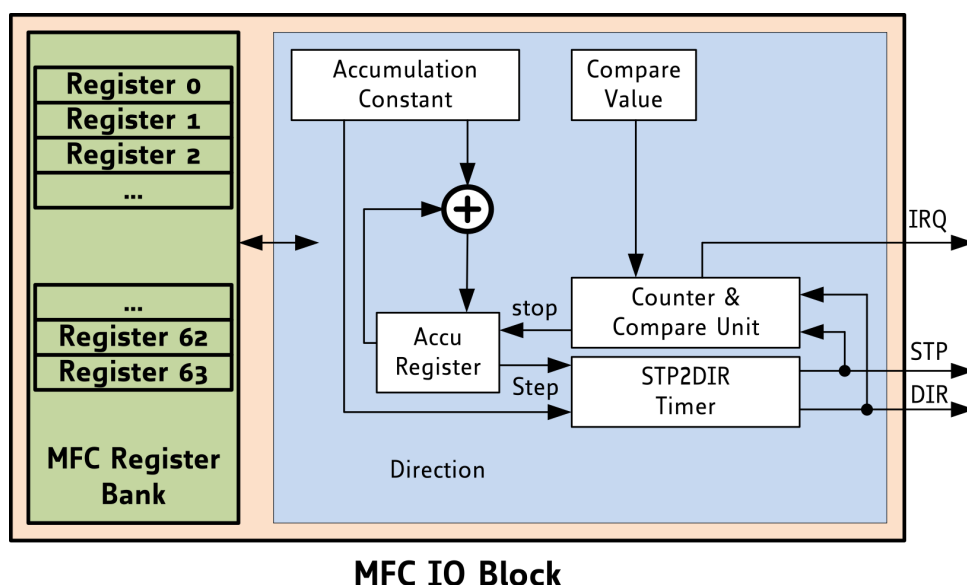 Register 0
Register 1
Register 2
...
...
Register 62
Register 63
MFC Register
Bank
Accumulation
Constant
Compare
Value
IRQ
stop
Counter &
Compare Unit
Accu
Register
Step
STP2DIR
Timer
STP
DIR
Direction
MFC IO Block